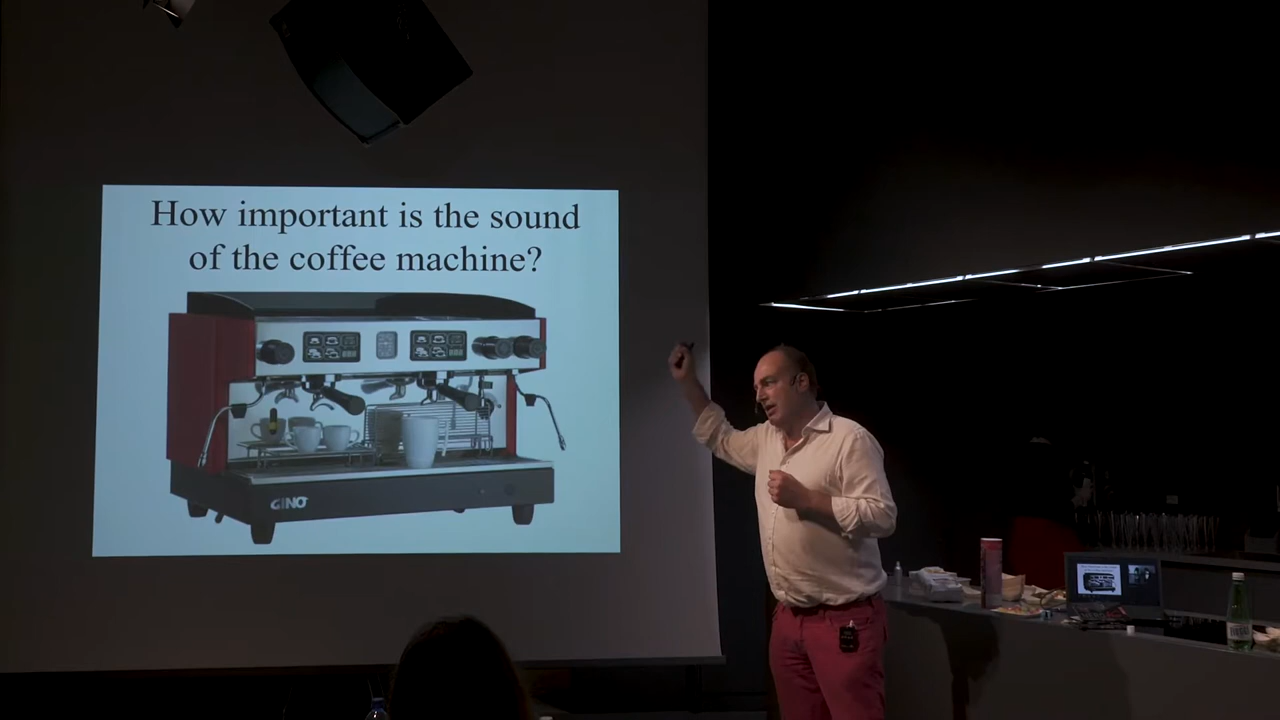 How important is the sound
of the coffee machine?
GINO